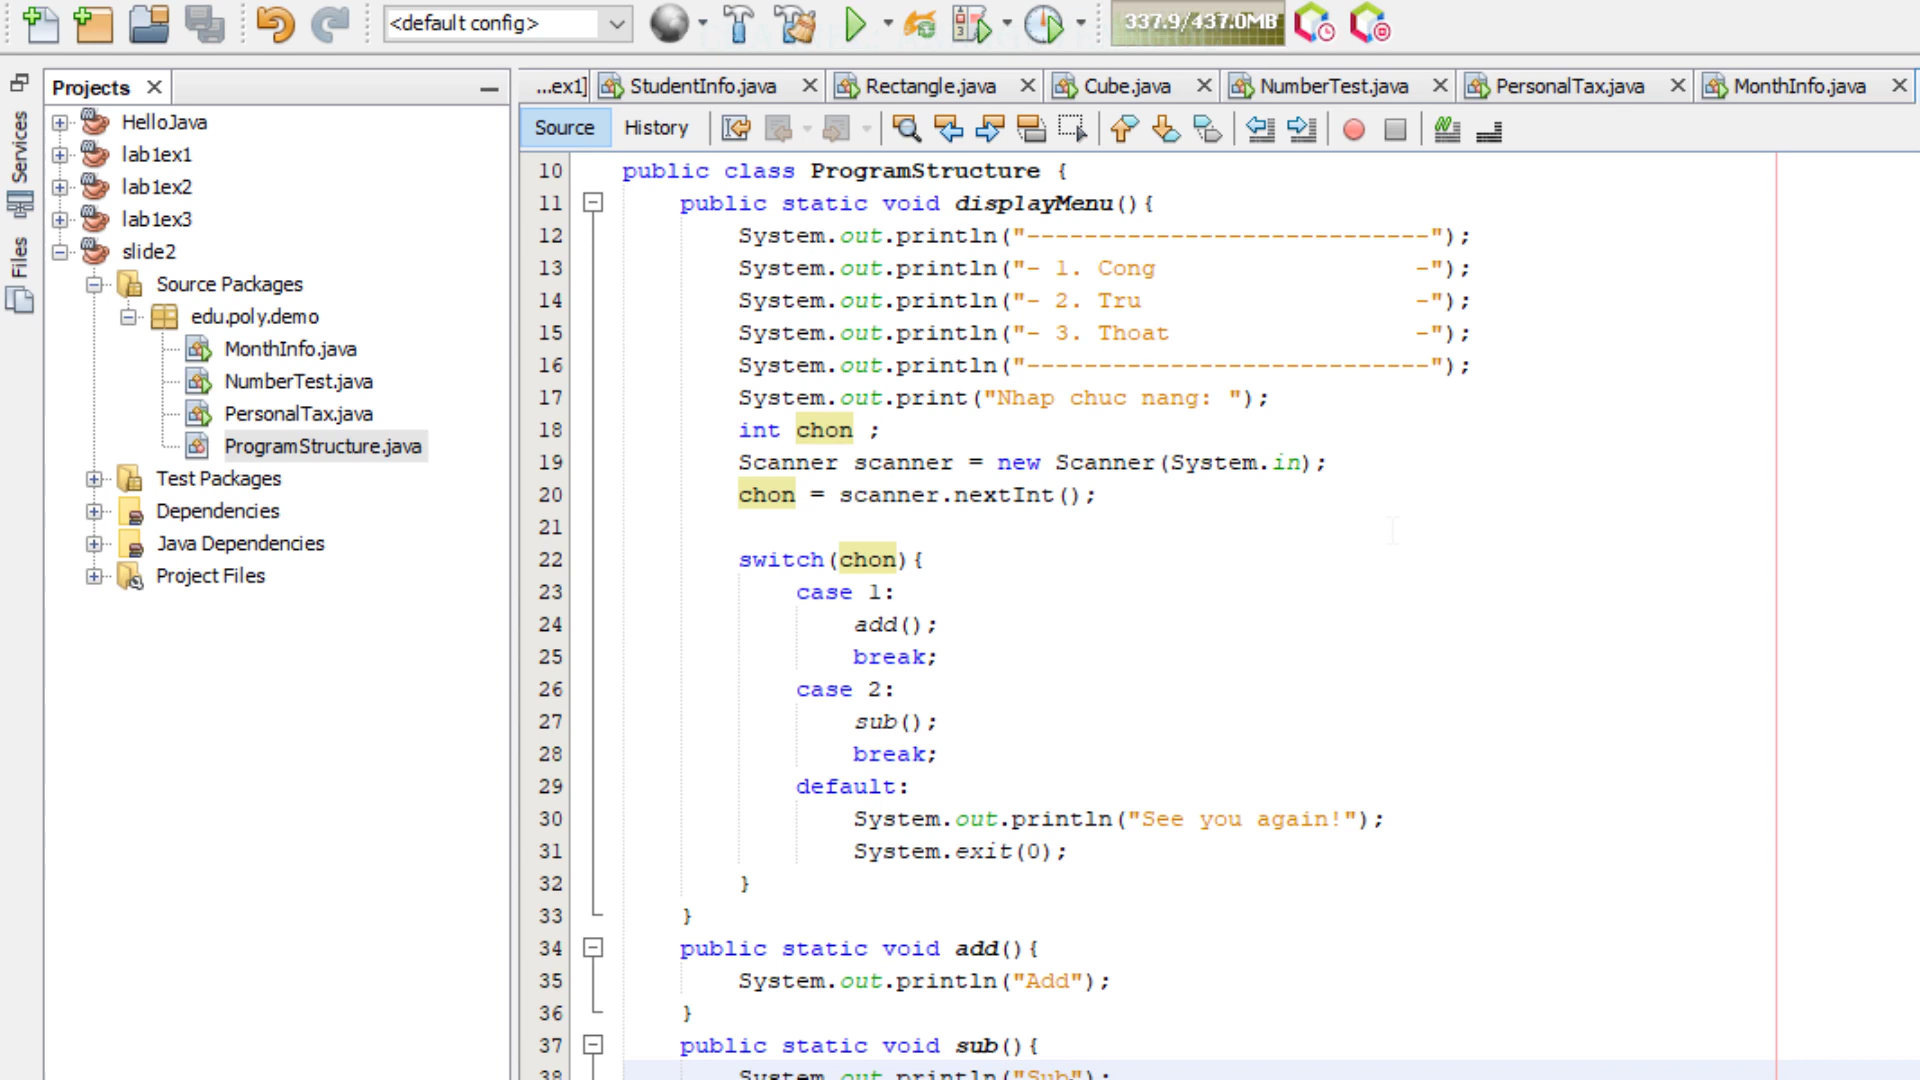 <default config>
337.9/437.0MB
Projects
...ex1]
StudentInfo.java
Rectangle.java
Cube.java
NumberTest.java
PersonalTax.java
MonthInfo.java
Source
History
Services
Files
HelloJava
lab1ex1
lab1ex2
lab1ex3
slide2
Source Packages
edu.poly.demo
MonthInfo.java
NumberTest.java
PersonalTax.java
ProgramStructure.java
Test Packages
Dependencies
Java Dependencies
Project Files
10 public class ProgramStructure {
11 public static void displayMenu(){
12 System.out.println("----------------------------");
13 System.out.println("- 1. Cong                  -");
14 System.out.println("- 2. Tru                   -");
15 System.out.println("- 3. Thoat                 -");
16 System.out.println("----------------------------");
17 System.out.print("Nhap chuc nang: ");
18 int chon ;
19 Scanner scanner = new Scanner(System.in);
20 chon = scanner.nextInt();
21
22 switch(chon){
23 case 1:
24 add();
25 break;
26 case 2:
27 sub();
28 break;
29 default:
30 System.out.println("See you again!");
31 System.exit(0);
32 }
33 }
34 public static void add(){
35 System.out.println("Add");
36 }
37 public static void sub(){
38 System.out.println("Sub");